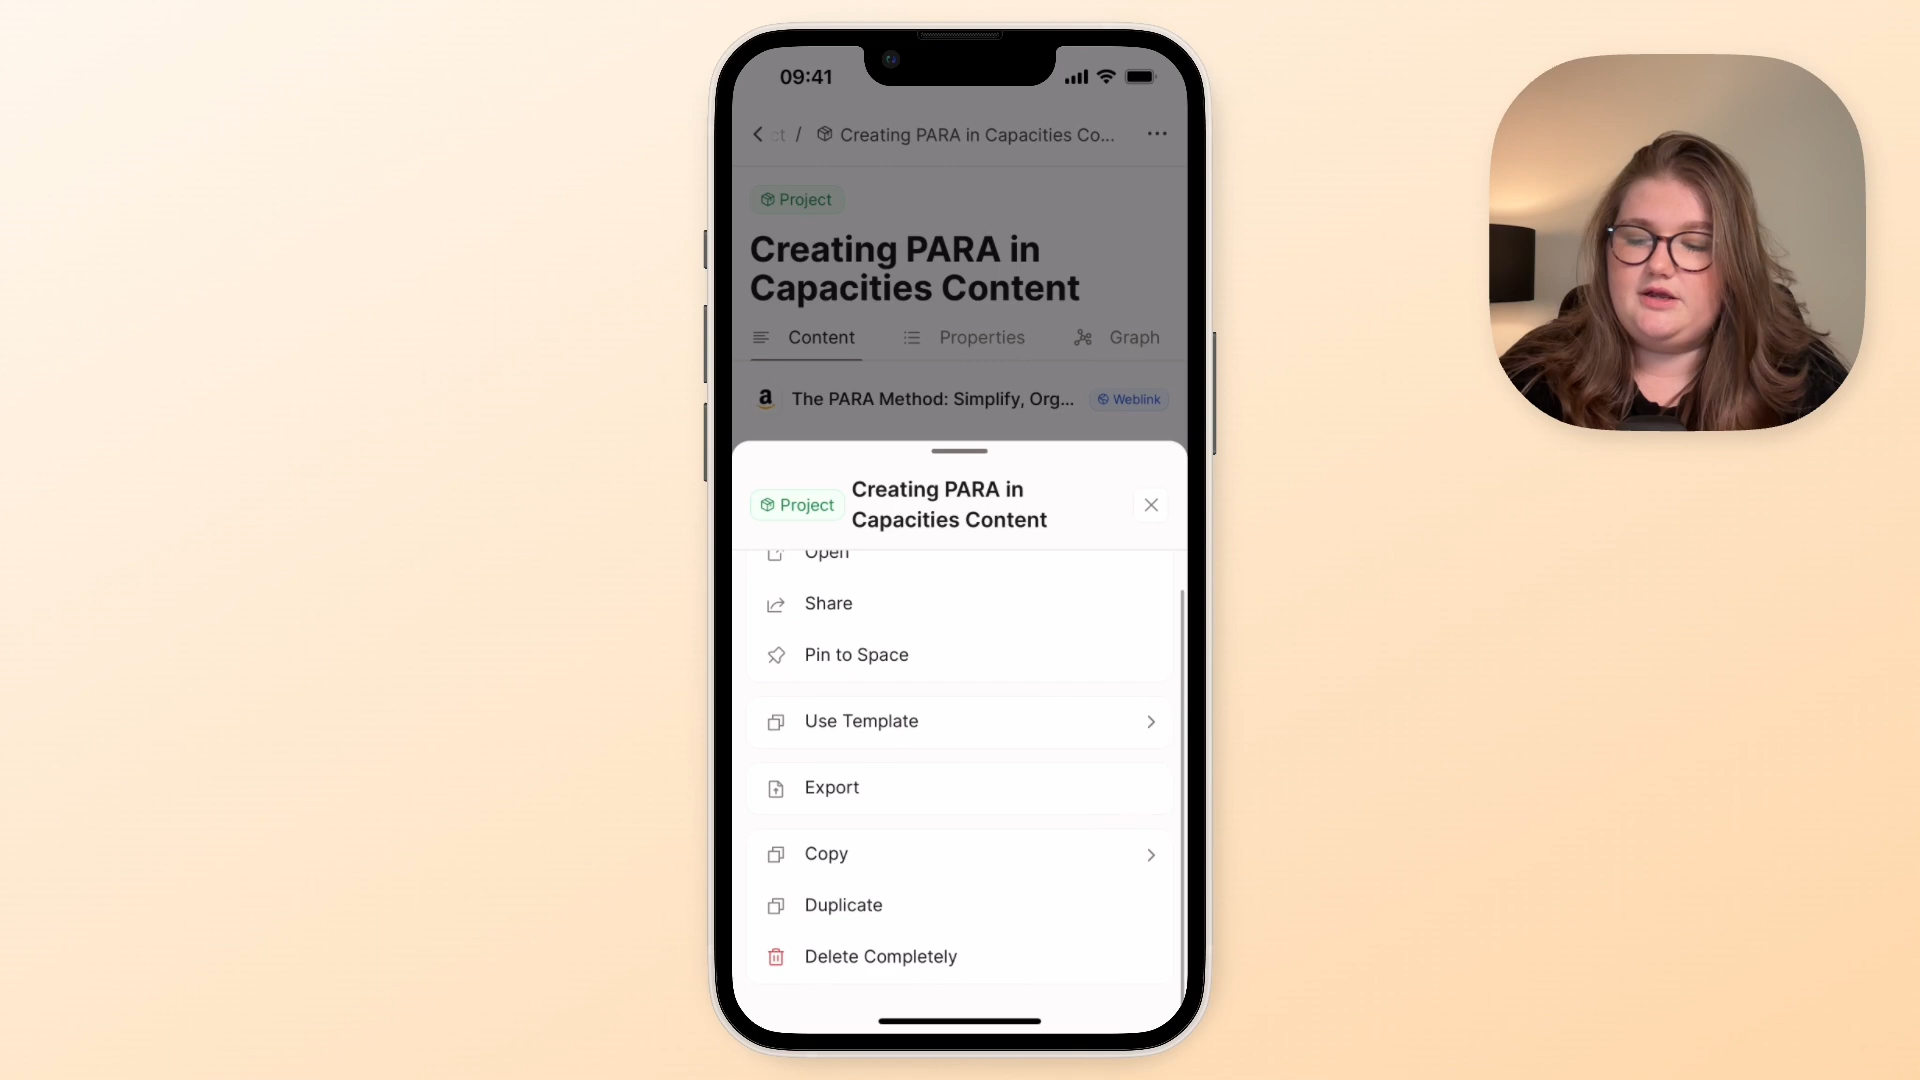 09:41
ct / Creating PARA in Capacities Co...
Project
Creating PARA in
Capacities Content
Content Properties Graph
The PARA Method: Simplify, Org... Weblink
Project
Creating PARA in
Capacities Content
Open
Share
Pin to Space
Use Template
Export
Copy
Duplicate
Delete Completely